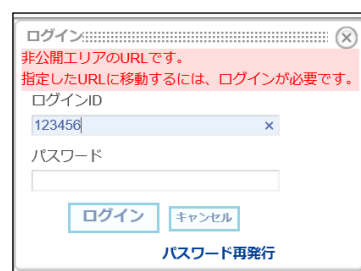 ログイン
非公開エリアのURLです。
指定したURLに移動するには、ログインが必要です。
ログインID
123456
パスワード
ログイン キャンセル
パスワード再発行